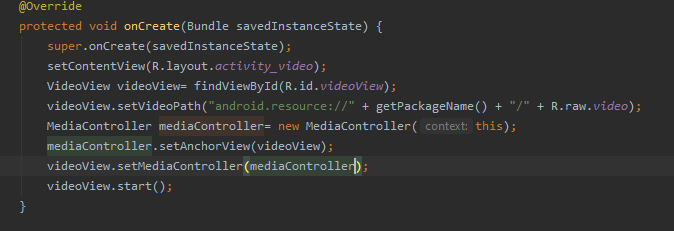 @Override
protected void onCreate(Bundle savedInstanceState) {
super.onCreate(savedInstanceState);
setContentView(R.layout.activity_video);
VideoView videoView= findViewById(R.id.videoView);
videoView.setVideoPath("android.resource://" + getPackageName() + "/" + R.raw.video);
MediaController mediaController= new MediaController( context: this);
mediaController.setAnchorView(videoView);
videoView.setMediaController(mediaController);
videoView.start();
}